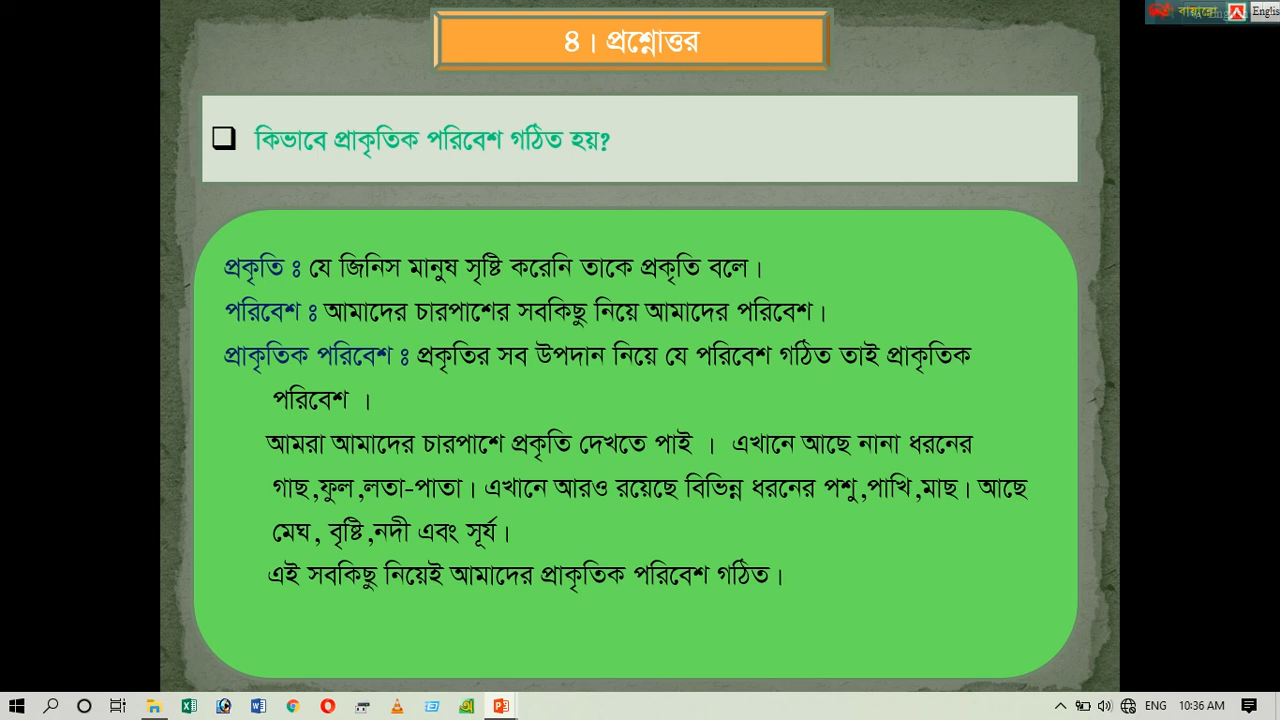 বায়ান্নো Englis
৪। প্রশ্নোত্তর
কিভাবে প্রাকৃতিক পরিবেশ গঠিত হয়?
প্রকৃতি ঃ যে জিনিস মানুষ সৃষ্টি করেনি তাকে প্রকৃতি বলে।
পরিবেশ ঃ আমাদের চারপাশের সবকিছু নিয়ে আমাদের পরিবেশ।
প্রাকৃতিক পরিবেশ ঃ প্রকৃতির সব উপদান নিয়ে যে পরিবেশ গঠিত তাই প্রাকৃতিক
পরিবেশ ।
আমরা আমাদের চারপাশে প্রকৃতি দেখতে পাই । এখানে আছে নানা ধরনের
গাছ,ফুল,লতা-পাতা। এখানে আরও রয়েছে বিভিন্ন ধরনের পশু,পাখি,মাছ। আছে
মেঘ, বৃষ্টি,নদী এবং সূর্য।
এই সবকিছু নিয়েই আমাদের প্রাকৃতিক পরিবেশ গঠিত।
ENG 10:36 AM